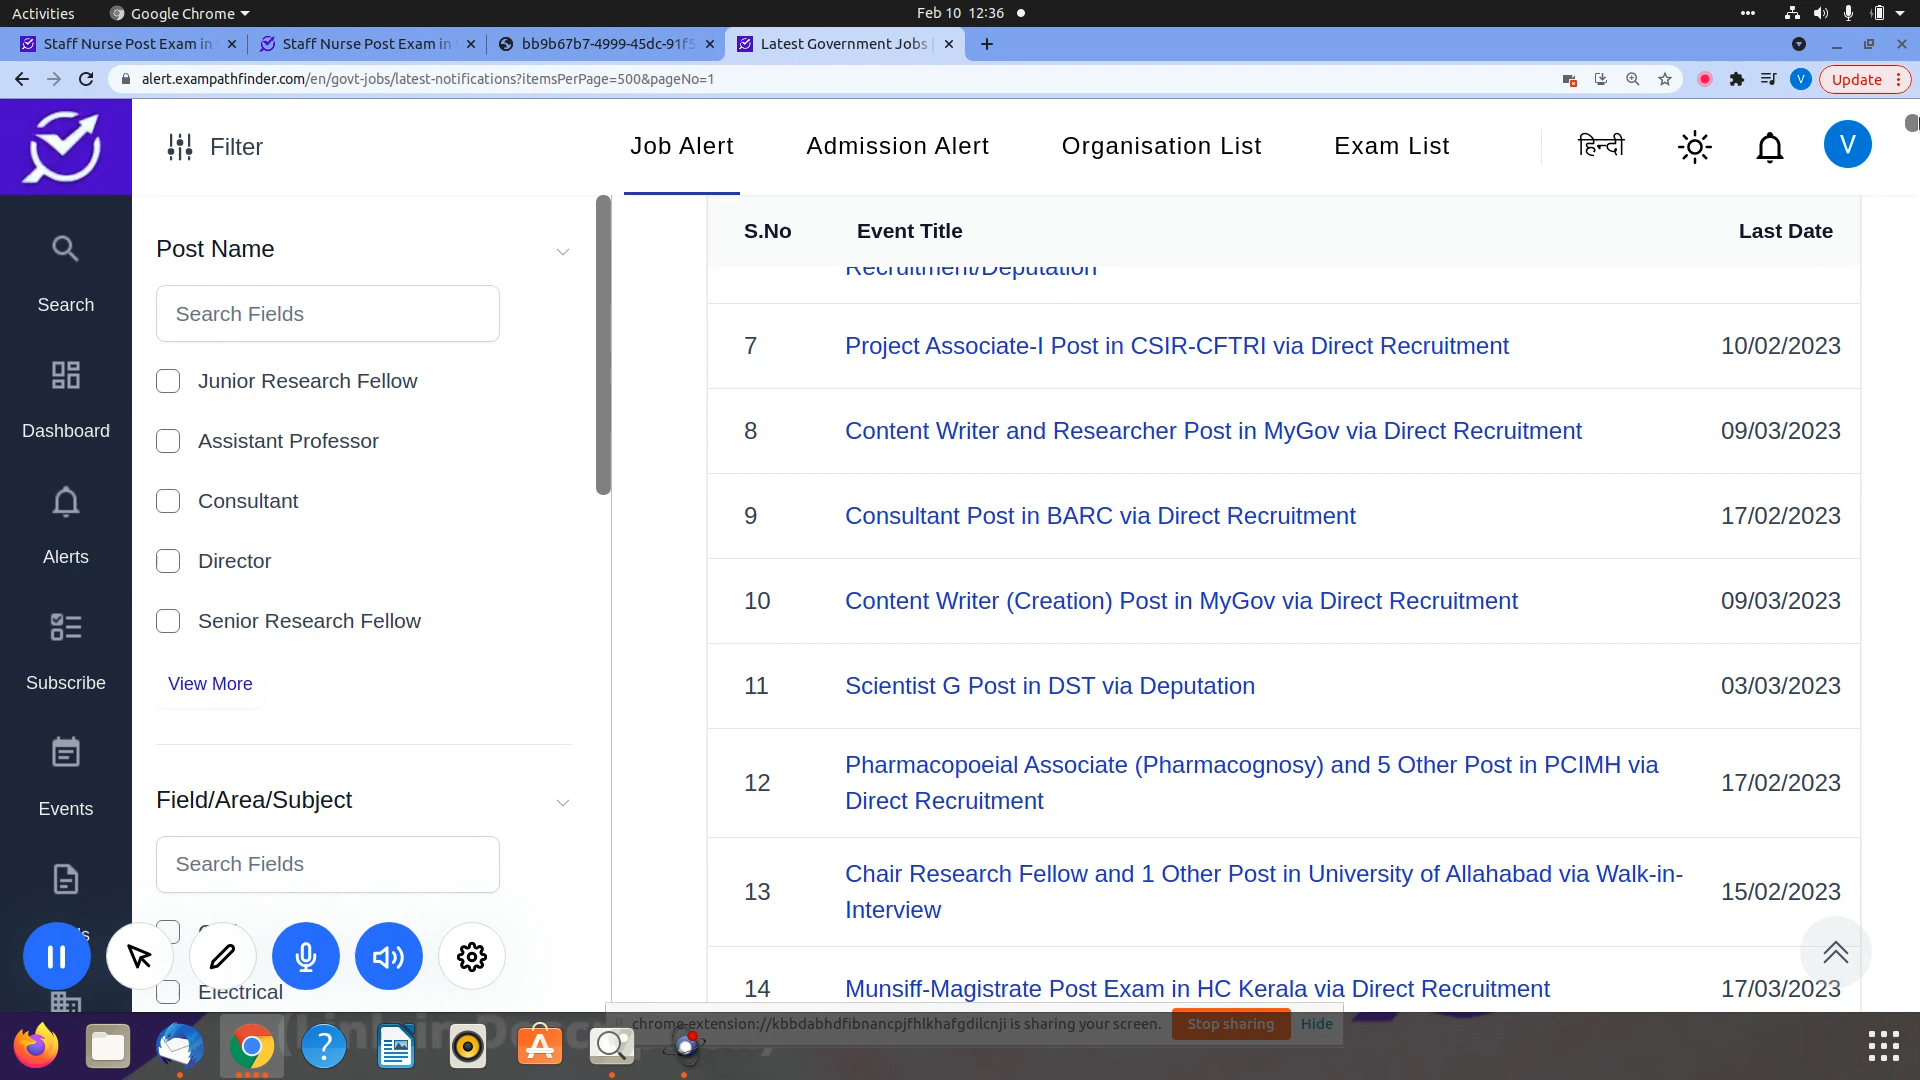 Activities
Google Chrome
Feb 10 12:36
Staff Nurse Post Exam in
Staff Nurse Post Exam in
bb9b67b7-4999-45dc-91f5
Latest Government Jobs
alert.exampathfinder.com/en/govt-jobs/latest-notifications?itemsPerPage=500&pageNo=1
V
Update
Filter
Job Alert
Admission Alert
Organisation List
Exam List
हिन्दी
V
Search
Dashboard
Alerts
Subscribe
Events
Post Name
Search Fields
Junior Research Fellow
Assistant Professor
Consultant
Director
Senior Research Fellow
View More
Field/Area/Subject
Search Fields
Electrical
S.No Event Title Last Date
Recruitment/Deputation
7 Project Associate-I Post in CSIR-CFTRI via Direct Recruitment 10/02/2023
8 Content Writer and Researcher Post in MyGov via Direct Recruitment 09/03/2023
9 Consultant Post in BARC via Direct Recruitment 17/02/2023
10 Content Writer (Creation) Post in MyGov via Direct Recruitment 09/03/2023
11 Scientist G Post in DST via Deputation 03/03/2023
12 Pharmacopoeial Associate (Pharmacognosy) and 5 Other Post in PCIMH via
Direct Recruitment 17/02/2023
13 Chair Research Fellow and 1 Other Post in University of Allahabad via Walk-in-
Interview 15/02/2023
14 Munsiff-Magistrate Post Exam in HC Kerala via Direct Recruitment 17/03/2023
chrome-extension://kbbdabhdfibnancpjfhlkhafgdilcnji is sharing your screen.
Stop sharing
Hide